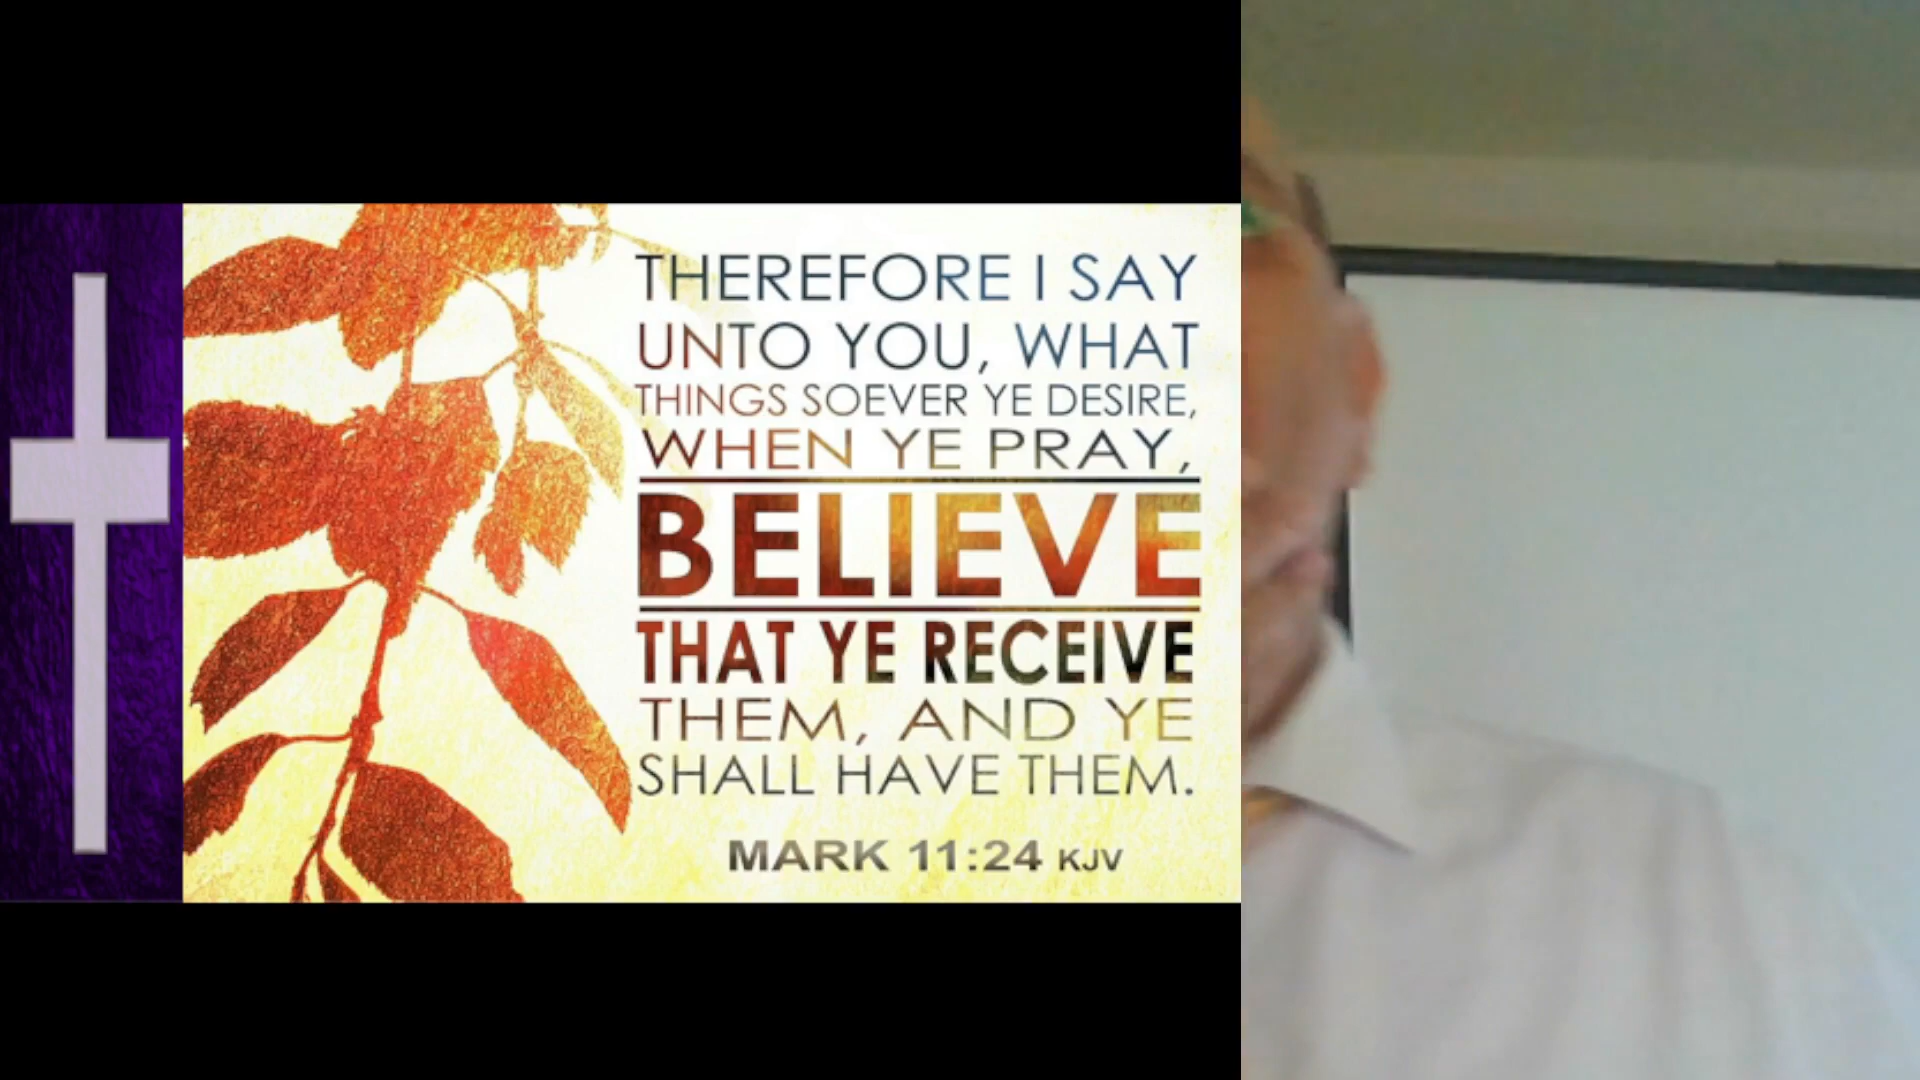 THEREFORE I SAY
UNTO YOU, WHAT
THINGS SOEVER YE DESIRE,
WHEN YE PRAY,
BELIEVE
THAT YE RECEIVE
THEM, AND YE
SHALL HAVE THEM.
MARK 11:24 KJV